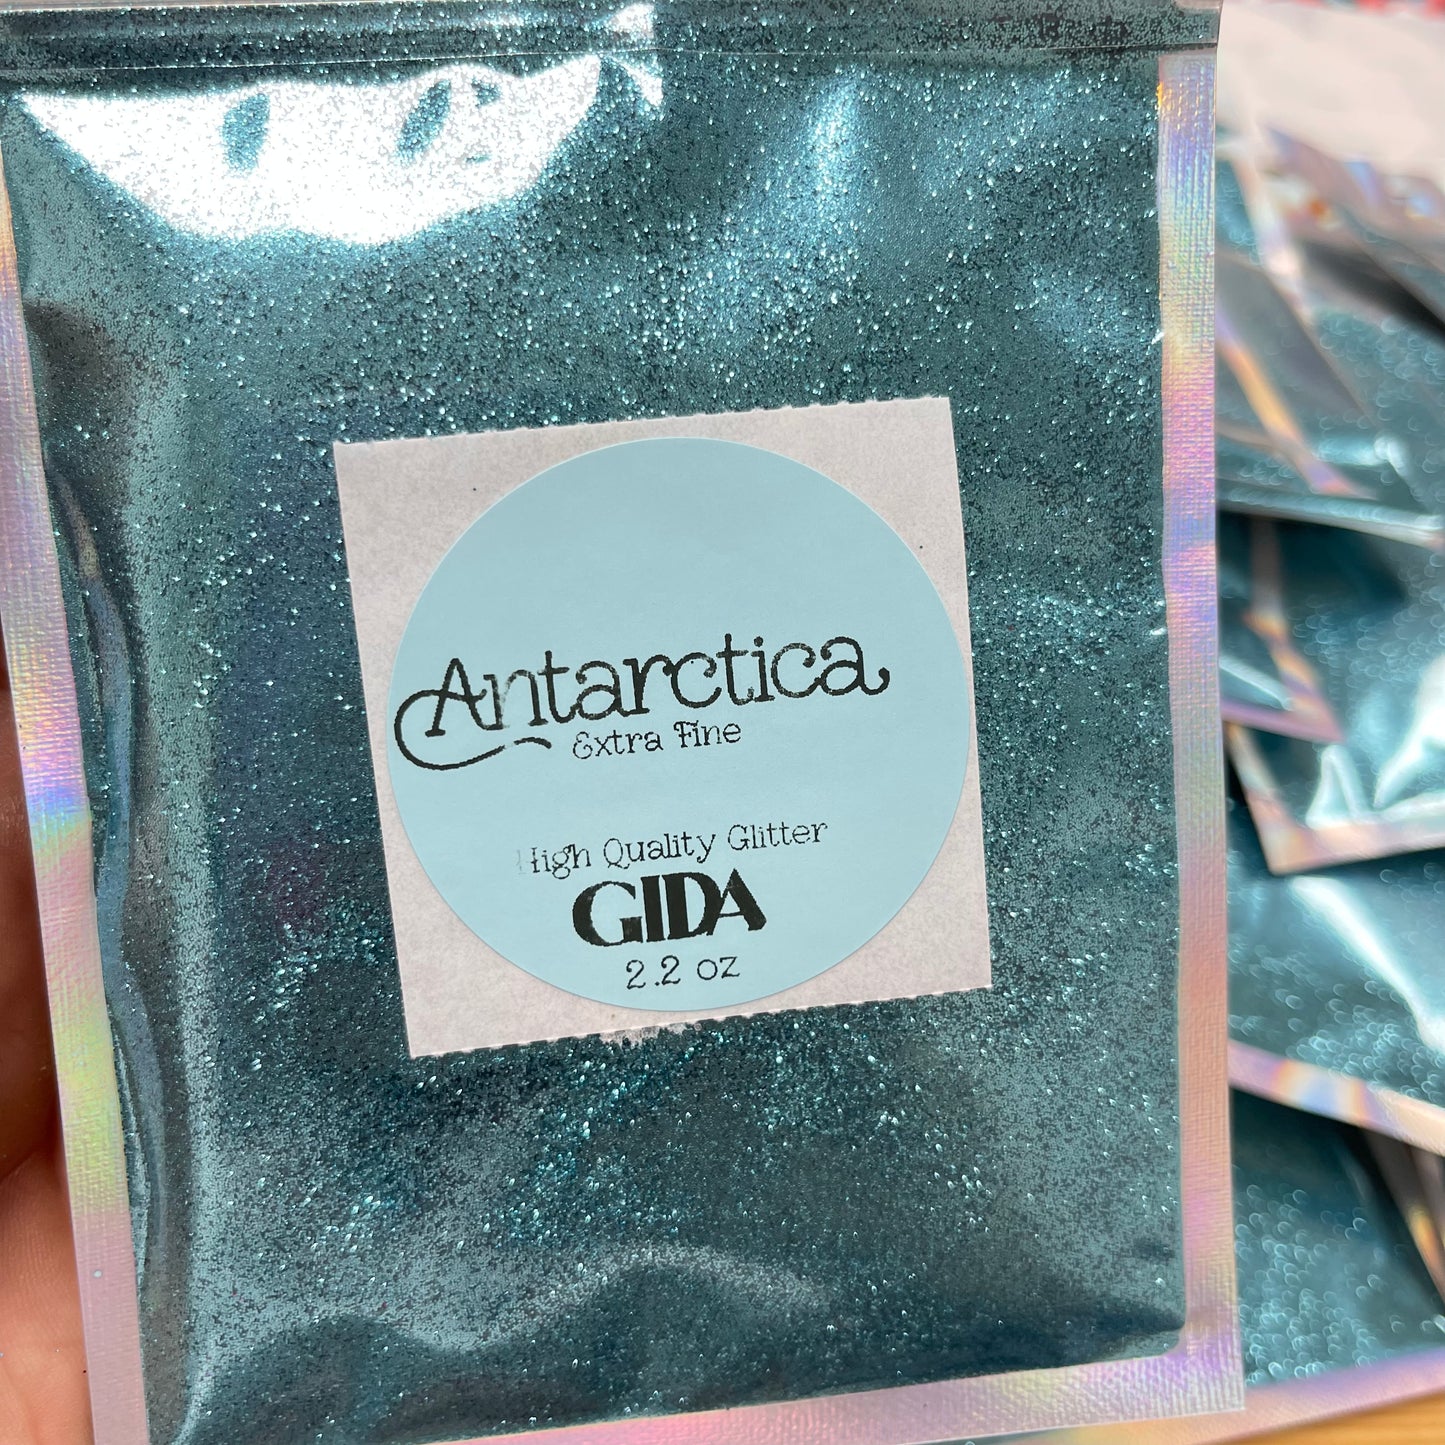 Antarctica
Extra Fine
High Quality Glitter
GIDA
2.2 oz